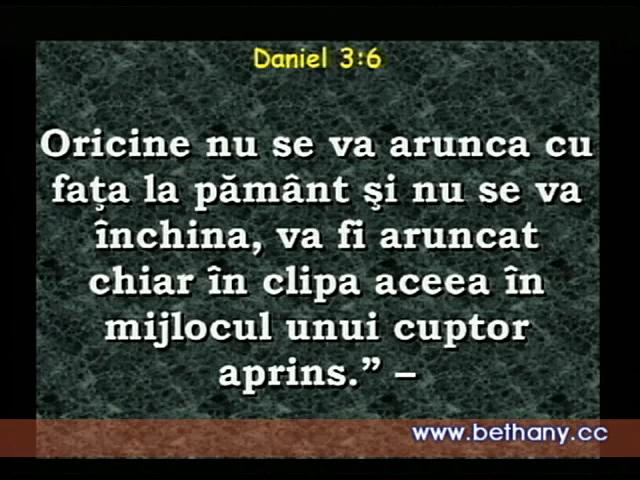 Daniel 3:6
Oricine nu se va arunca cu
faţa la pământ şi nu se va
închina, va fi aruncat
chiar în clipa aceea în
mijlocul unui cuptor
aprins.” –
www.bethany.cc